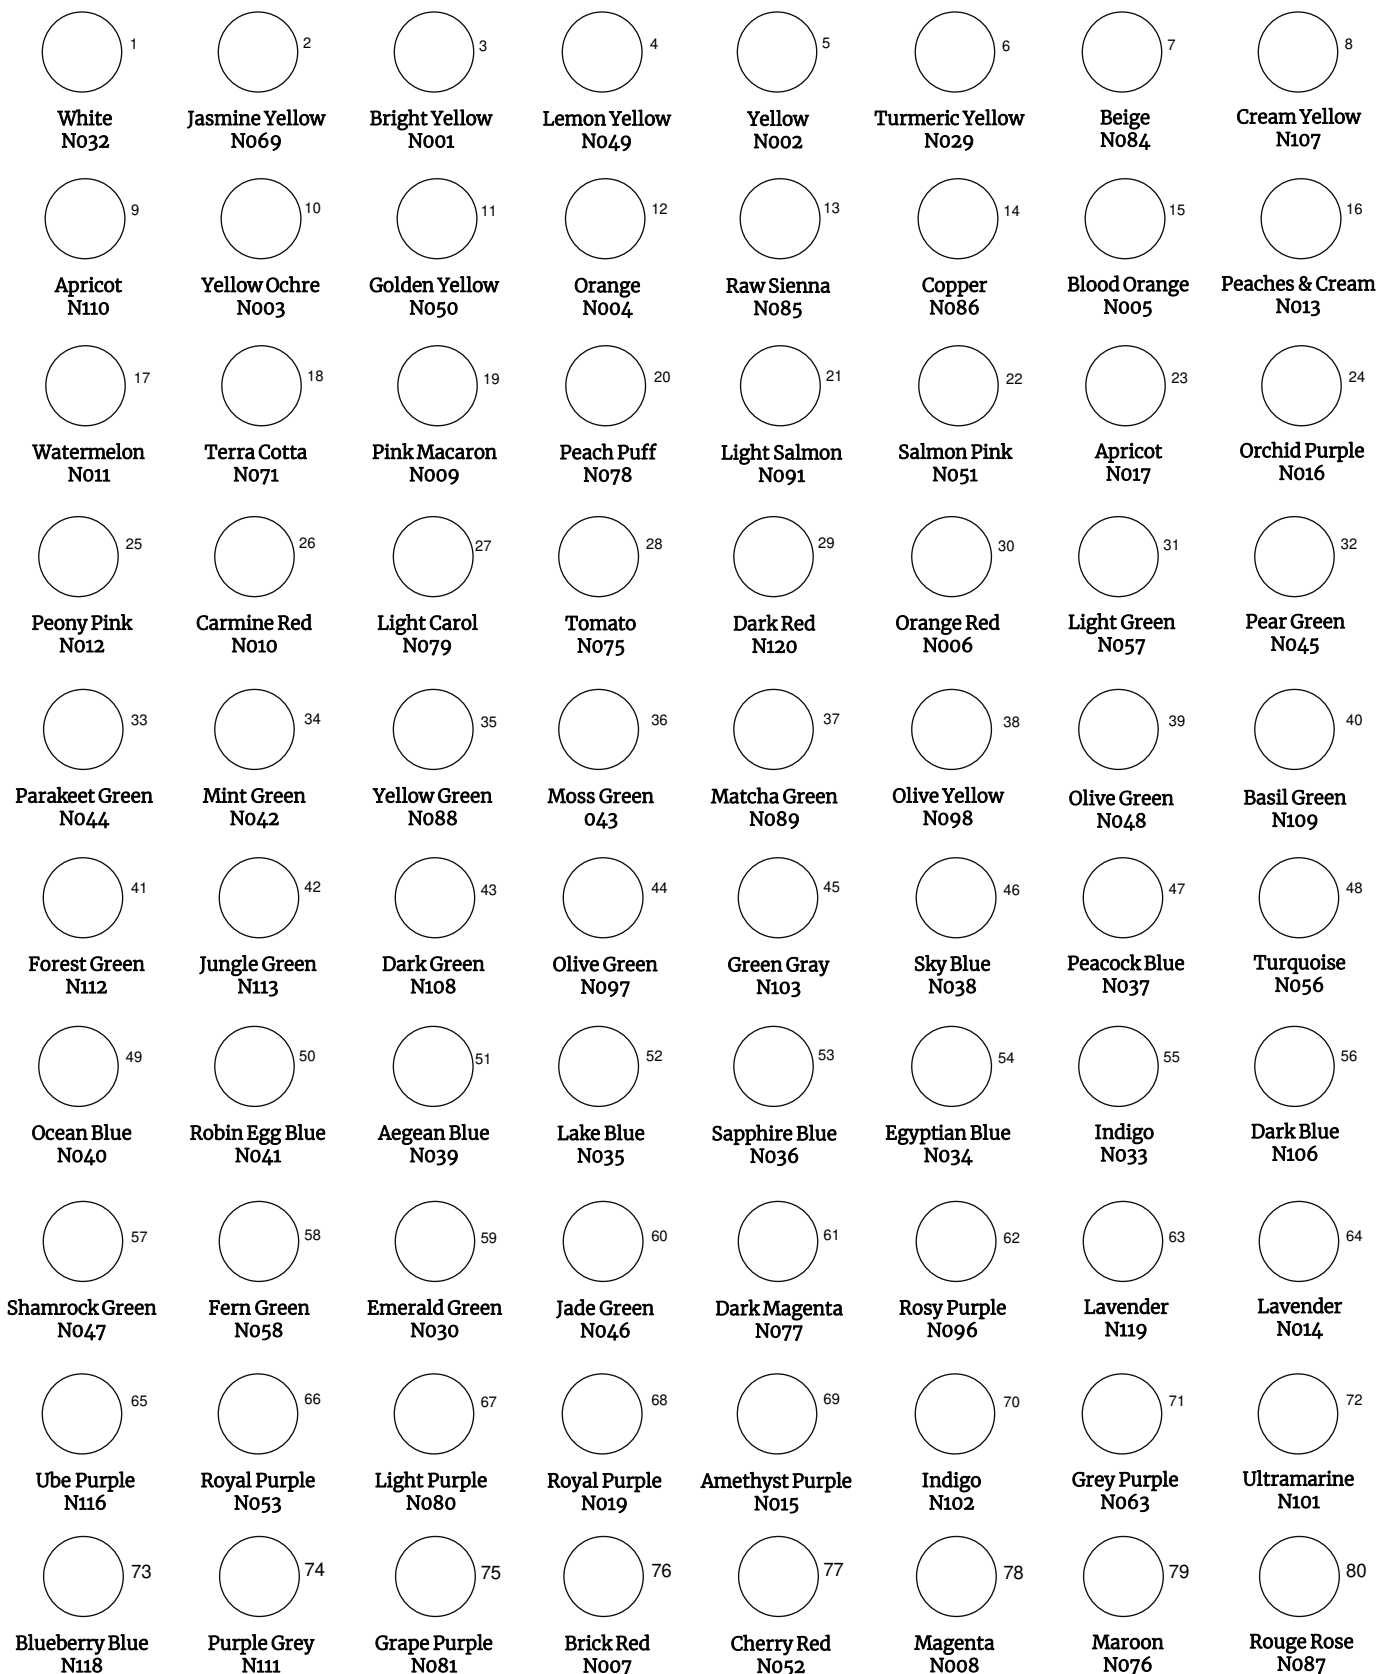 1 2 3 4 5 6 7 8
White Jasmine Yellow Bright Yellow Lemon Yellow Yellow Turmeric Yellow Beige Cream Yellow
N032 N069 N001 N049 N002 N029 N084 N107
9 10 11 12 13 14 15 16
Apricot Yellow Ochre Golden Yellow Orange Raw Sienna Copper Blood Orange Peaches & Cream
N110 N003 N050 N004 N085 N086 N005 N013
17 18 19 20 21 22 23 24
Watermelon Terra Cotta Pink Macaron Peach Puff Light Salmon Salmon Pink Apricot Orchid Purple
N011 N071 N009 N078 N091 N051 N017 N016
25 26 27 28 29 30 31 32
Peony Pink Carmine Red Light Carol Tomato Dark Red Orange Red Light Green Pear Green
N012 N010 N079 N075 N120 N006 N057 N045
33 34 35 36 37 38 39 40
Parakeet Green Mint Green Yellow Green Moss Green Matcha Green Olive Yellow Olive Green Basil Green
N044 N042 N088 043 N089 N098 N048 N109
41 42 43 44 45 46 47 48
Forest Green Jungle Green Dark Green Olive Green Green Gray Sky Blue Peacock Blue Turquoise
N112 N113 N108 N097 N103 N038 N037 N056
49 50 51 52 53 54 55 56
Ocean Blue Robin Egg Blue Aegean Blue Lake Blue Sapphire Blue Egyptian Blue Indigo Dark Blue
N040 N041 N039 N035 N036 N034 N033 N106
57 58 59 60 61 62 63 64
Shamrock Green Fern Green Emerald Green Jade Green Dark Magenta Rosy Purple Lavender Lavender
N047 N058 N030 N046 N077 N096 N119 N014
65 66 67 68 69 70 71 72
Ube Purple Royal Purple Light Purple Royal Purple Amethyst Purple Indigo Grey Purple Ultramarine
N116 N053 N080 N019 N015 N102 N063 N101
73 74 75 76 77 78 79 80
Blueberry Blue Purple Grey Grape Purple Brick Red Cherry Red Magenta Maroon Rouge Rose
N118 N111 N081 N007 N052 N008 N076 N087